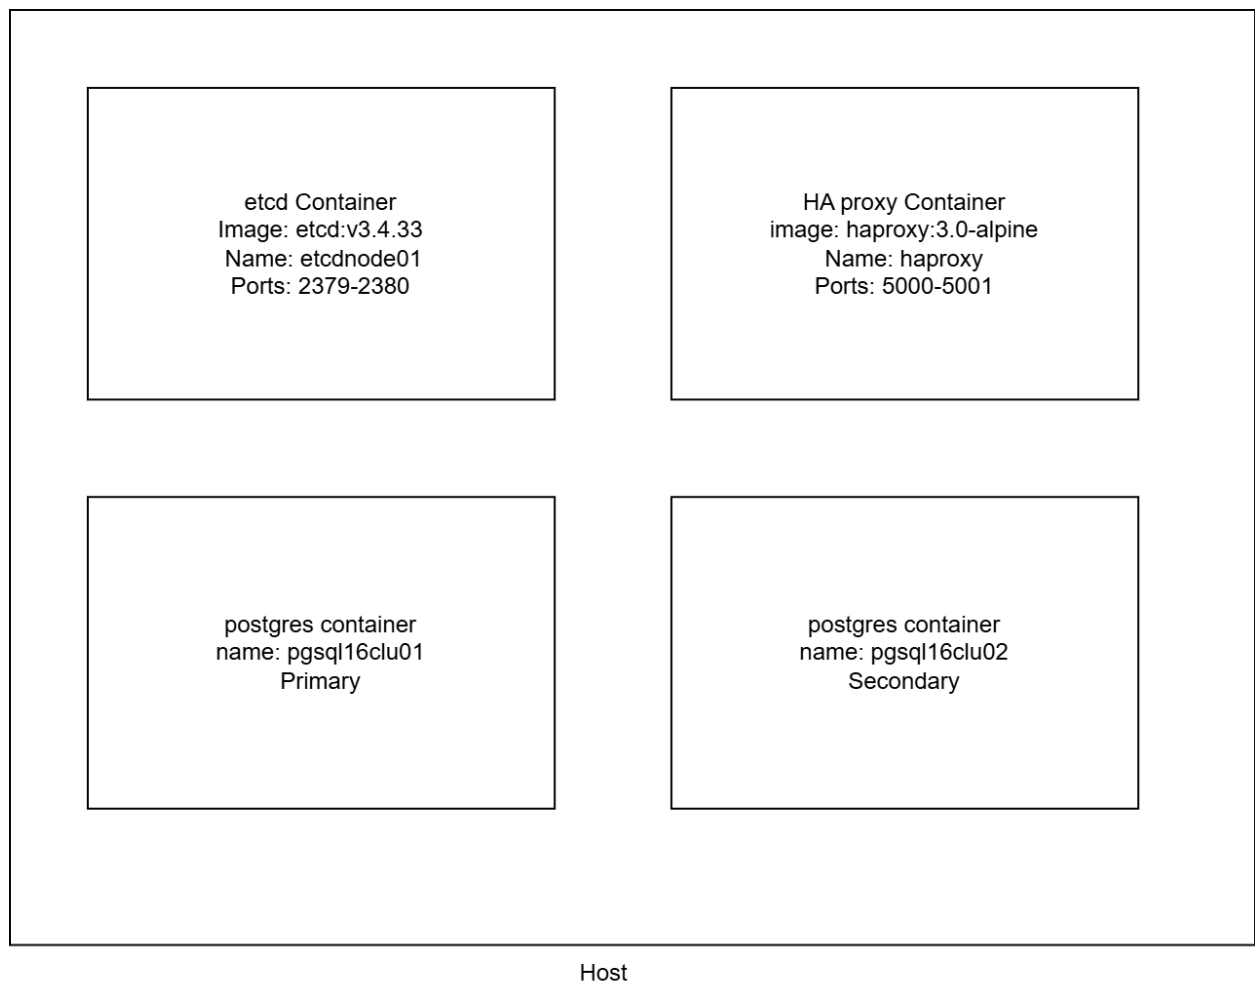 etcd Container
Image: etcd:v3.4.33
Name: etcdnode01
Ports: 2379-2380
HA proxy Container
image: haproxy:3.0-alpine
Name: haproxy
Ports: 5000-5001
postgres container
name: pgsql16clu01
Primary
postgres container
name: pgsql16clu02
Secondary
Host